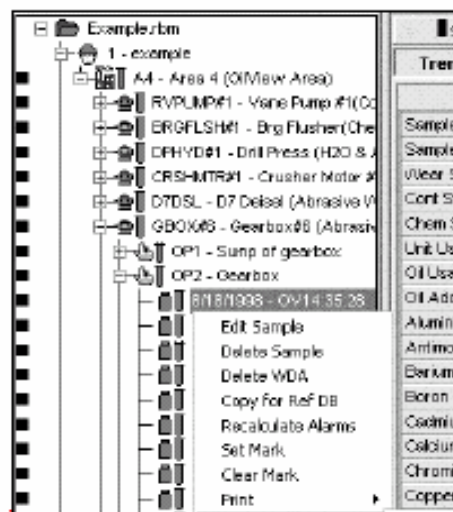 Example.rbm
1 - example
A4 - Area 4 (OilView Area)
RVPUMP#1 - Vane Pump #1(Co
BRGFLSH#1 - Brg Flusher(Che
DPHYD#1 - Drill Press (H2O &
CRSHMTR#1 - Crusher Motor #
D7DSL - D7 Deisel (Abrasive W
GBOX#6 - Gearbox#6 (Abrasiv
OP1 - Sump of gearbox
OP2 - Gearbox
8/18/1998 - OV14:35:28
Edit Sample
Delete Sample
Delete WDA
Copy for Ref DB
Recalculate Alarms
Set Mark
Clear Mark
Print
Tren
Sample
Sample
Wear S
Cont S
Chem S
Unit Us
Oil Usa
Oil Add
Alumin
Antimo
Barium
Boron
Cadmiu
Calciur
Chromi
Copper